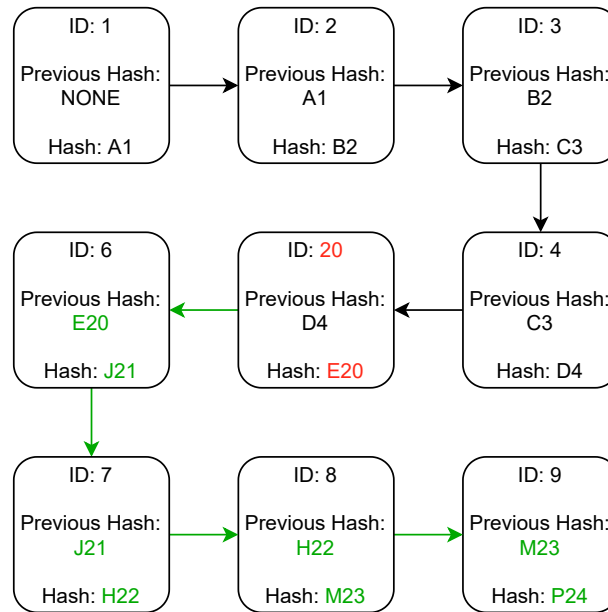 ID: 1
Previous Hash:
NONE
Hash: A1
ID: 2
Previous Hash:
A1
Hash: B2
ID: 3
Previous Hash:
B2
Hash: C3
ID: 6
Previous Hash:
E20
Hash: J21
ID: 20
Previous Hash:
D4
Hash: E20
ID: 4
Previous Hash:
C3
Hash: D4
ID: 7
Previous Hash:
J21
Hash: H22
ID: 8
Previous Hash:
H22
Hash: M23
ID: 9
Previous Hash:
M23
Hash: P24